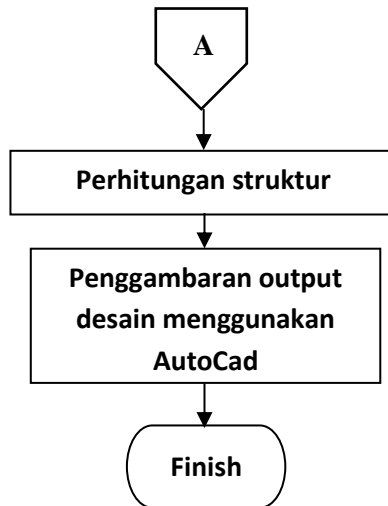 A
Perhitungan struktur
Penggambaran output
desain menggunakan
AutoCad
Finish